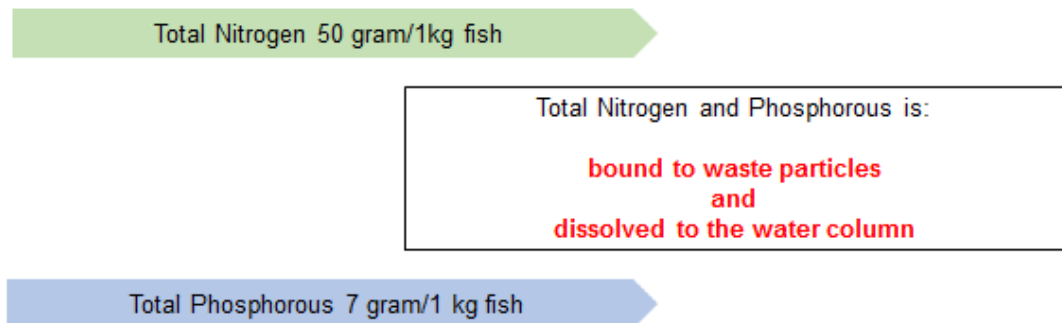 Total Nitrogen 50 gram/1kg fish
Total Nitrogen and Phosphorous is:
bound to waste particles
and
dissolved to the water column
Total Phosphorous 7 gram/1 kg fish